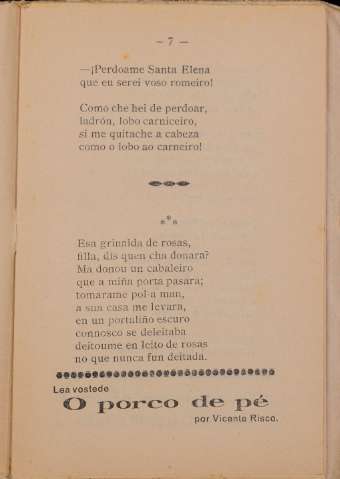 — 7 —
—¡Perdoame Santa Elena
que eu serei voso romeiro!
Como che hei de perdoar,
ladrón, lobo carniceiro,
si me quitache a cabeza
como o lobo ao carneiro!
***
Esa grinalda de rosas,
filla, dis quen cha donara?
Ma donou un cabaleiro
que a miña porta pasara;
tomarame pol-a man,
a sua casa me levara,
en un portaliño escuro
connosco se deleitaba
deitoume en leito de rosas
no que nunca fun deitada.
Lea vostede
O porco de pé
por Vicente Risco.